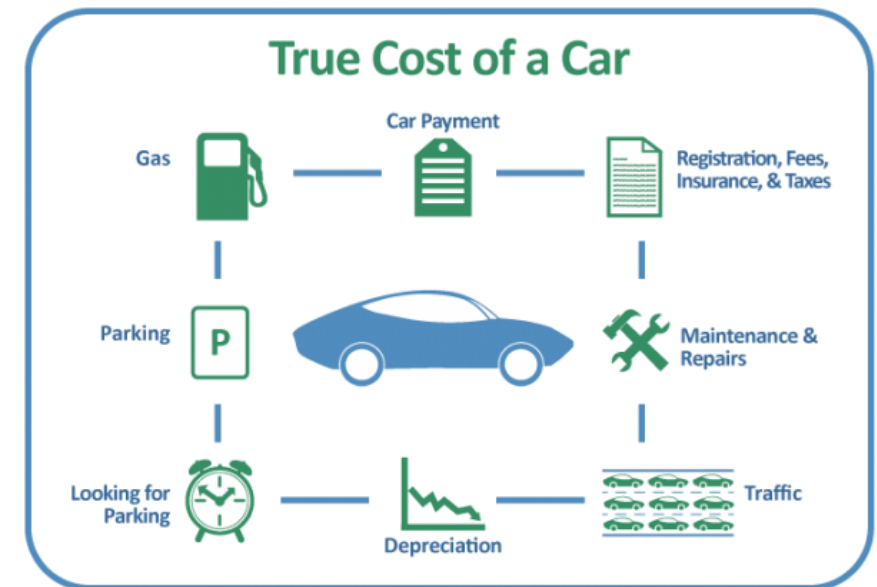 True Cost of a Car
Car Payment
Gas
Registration, Fees,
Insurance, & Taxes
Parking
P
Maintenance &
Repairs
Looking for
Parking
Traffic
Depreciation